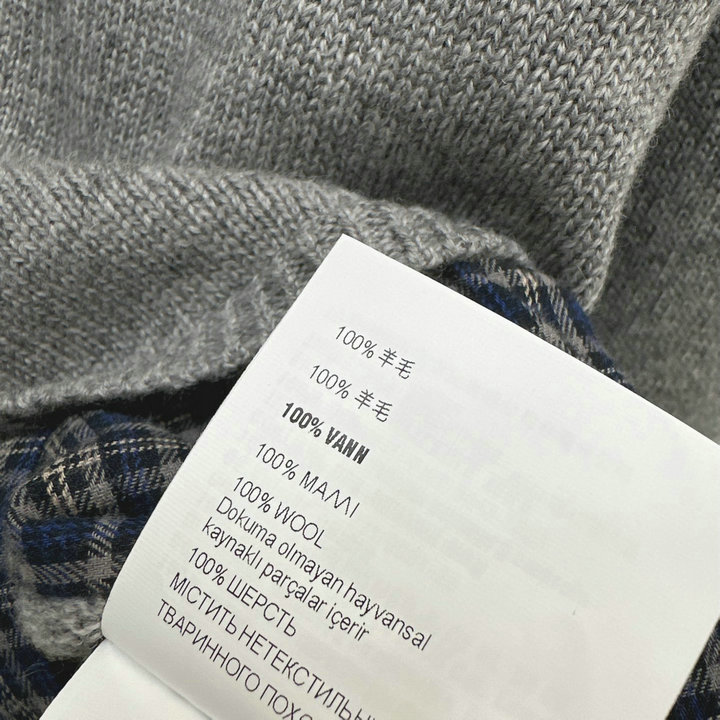 100% 羊毛
100% 羊毛
100% VANN
100% ΜΑΛΛΙ
100% WOOL
Dokuma olmayan hayvansal
kaynaklı parçalar içerir
100% ШЕРСТЬ
МІСТИТЬ НЕТЕКСТИЛЬН
ТВАРИННОГО ПОХО